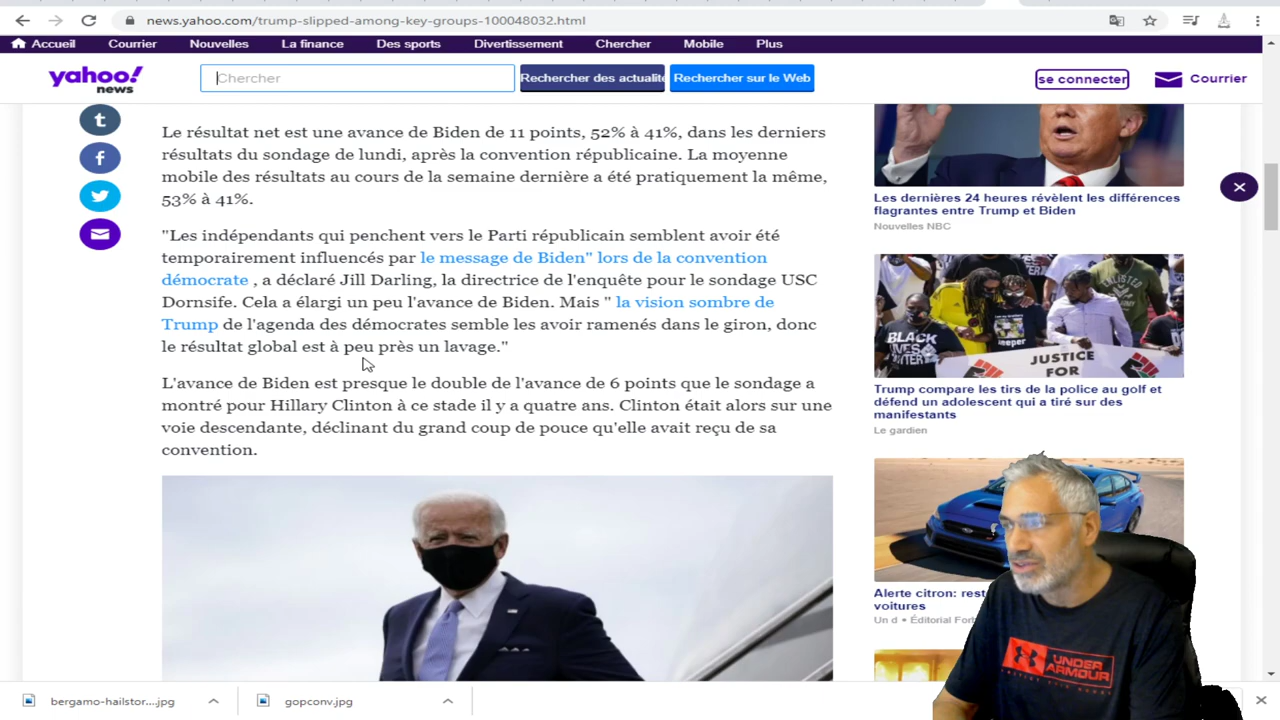 news.yahoo.com/trump-slipped-among-key-groups-100048032.html
Accueil Courrier Nouvelles La finance Des sports Divertissement Chercher Mobile Plus
yahoo!
news
Chercher
Rechercher des actualité
Rechercher sur le Web
se connecter
Courrier
Le résultat net est une avance de Biden de 11 points, 52% à 41%, dans les derniers
résultats du sondage de lundi, après la convention républicaine. La moyenne
mobile des résultats au cours de la semaine dernière a été pratiquement la même,
53% à 41%.
"Les indépendants qui penchent vers le Parti républicain semblent avoir été
temporairement influencés par le message de Biden" lors de la convention
démocrate , a déclaré Jill Darling, la directrice de l'enquête pour le sondage USC
Dornsife. Cela a élargi un peu l'avance de Biden. Mais " la vision sombre de
Trump de l'agenda des démocrates semble les avoir ramenés dans le giron, donc
le résultat global est à peu près un lavage."
L'avance de Biden est presque le double de l'avance de 6 points que le sondage a
montré pour Hillary Clinton à ce stade il y a quatre ans. Clinton était alors sur une
voie descendante, déclinant du grand coup de pouce qu'elle avait reçu de sa
convention.
Les dernières 24 heures révèlent les différences
flagrantes entre Trump et Biden
Nouvelles NBC
BLACK
LIVES
MATTER
keeper
JUSTICE
FOR
Trump compare les tirs de la police au golf et
défend un adolescent qui a tiré sur des
manifestants
Le gardien
Alerte citron: rest
voitures
Un d • Éditorial Forb
UNDER
ARMOUR
bergamo-hailstor....jpg
gopconv.jpg